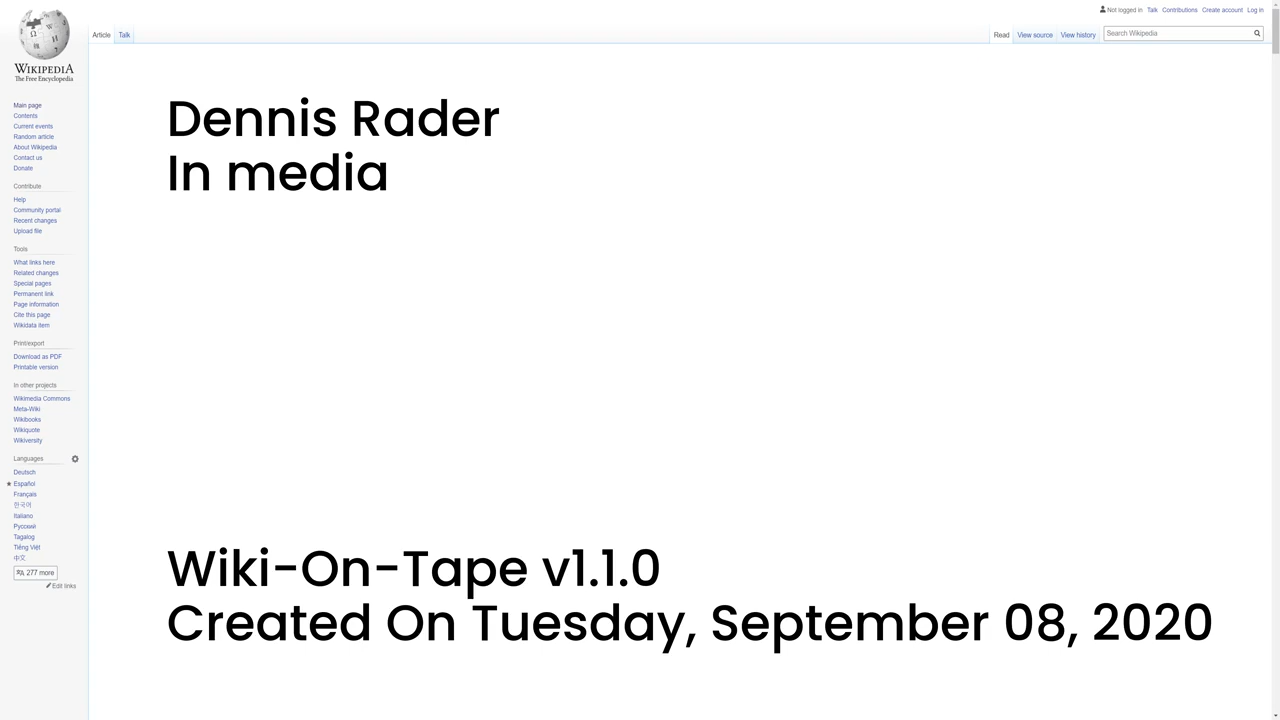 Not logged in Talk Contributions Create account Log in
Article Talk Read View source View history Search Wikipedia
WIKIPEDIA
The Free Encyclopedia
Main page
Contents
Current events
Random article
About Wikipedia
Contact us
Donate
Contribute
Help
Community portal
Recent changes
Upload file
Tools
What links here
Related changes
Special pages
Permanent link
Page information
Cite this page
Wikidata item
Print/export
Download as PDF
Printable version
In other projects
Wikimedia Commons
Meta-Wiki
Wikibooks
Wikiquote
Wikiversity
Languages
Deutsch
Español
Français
한국어
Italiano
Русский
Tagalog
Tiếng Việt
中文
277 more
Edit links
Dennis Rader
In media
Wiki-On-Tape v1.1.0
Created On Tuesday, September 08, 2020